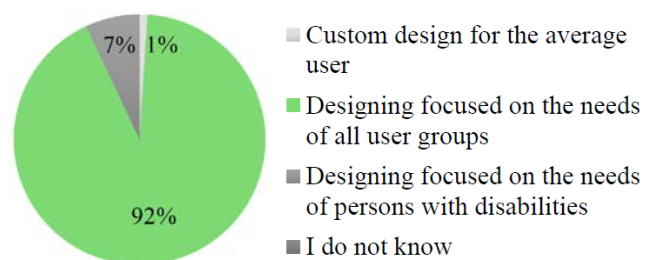 7% 1%
92%
Custom design for the average
user
Designing focused on the needs
of all user groups
Designing focused on the needs
of persons with disabilities
I do not know